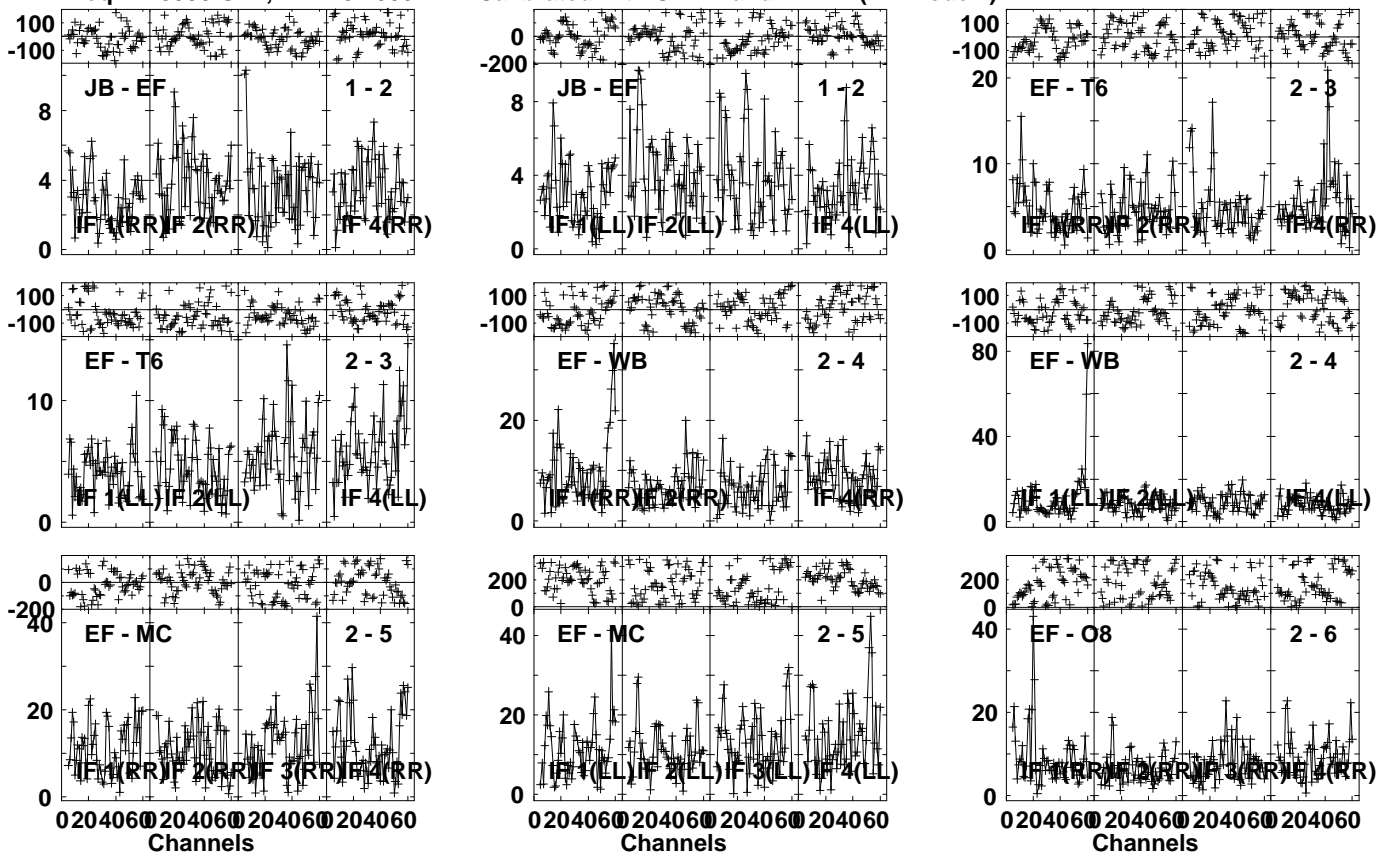 100
-100
JB - EF 1 - 2
8
4
0
IF 1(RR) IF 2(RR) IF 4(RR)
0
-200
JB - EF 1 - 2
8
4
0
IF 1(LL) IF 2(LL) IF 4(LL)
100
-100
20
EF - T6 2 - 3
10
0
IF 1(RR) IF 2(RR) IF 4(RR)
100
-100
EF - T6 2 - 3
10
0
IF 1(LL) IF 2(LL) IF 4(LL)
100
-100
EF - WB 2 - 4
20
0
IF 1(RR) IF 2(RR) IF 4(RR)
100
-100
80
EF - WB 2 - 4
40
0
IF 1(LL) IF 2(LL) IF 4(LL)
0
-200
40
EF - MC 2 - 5
20
0
IF 1(RR) IF 2(RR) IF 3(RR) IF 4(RR)
0 20 40 60 0 20 40 60 0 20 40 60 0 20 40 60
Channels
200
0
40
EF - MC 2 - 5
20
0
IF 1(LL) IF 2(LL) IF 3(LL) IF 4(LL)
0 20 40 60 0 20 40 60 0 20 40 60 0 20 40 60
Channels
200
0
40
EF - O8 2 - 6
20
0
IF 1(RR) IF 2(RR) IF 3(RR) IF 4(RR)
0 20 40 60 0 20 40 60 0 20 40 60 0 20 40 60
Channels